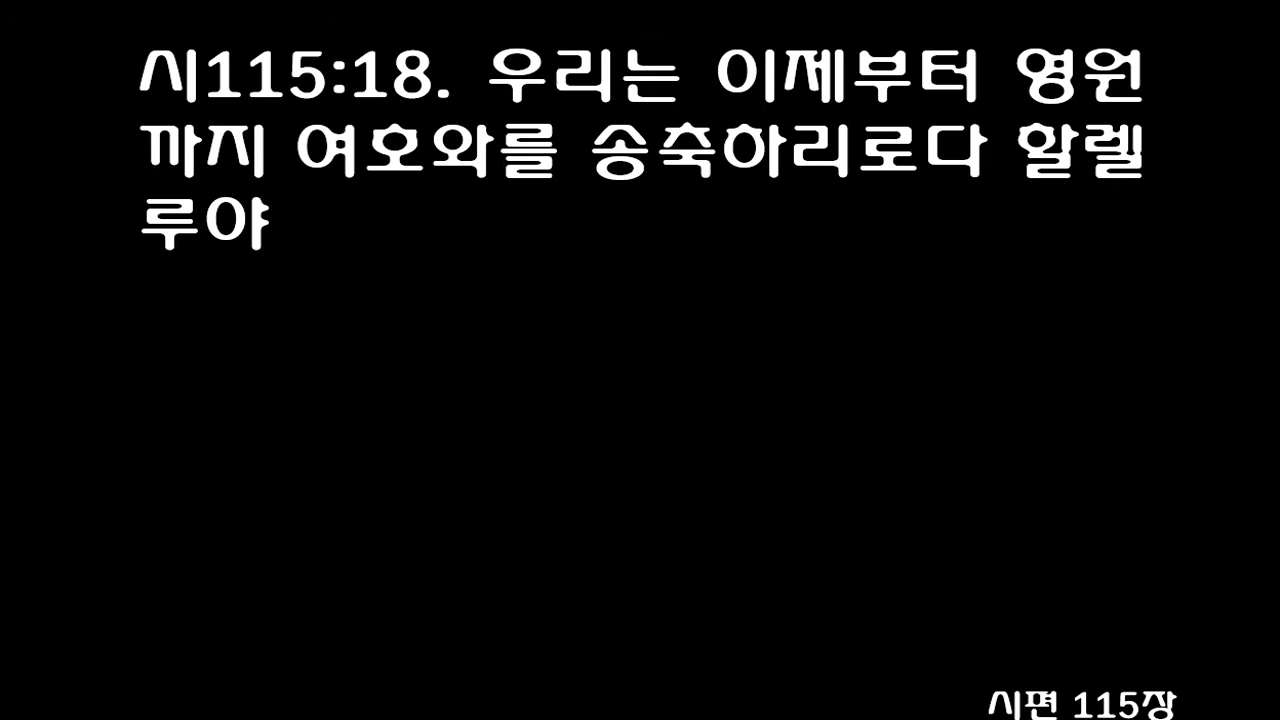 시115:18. 우리는 이제부터 영원
까지 여호와를 송축하리로다 할렐
루야
시편 115장